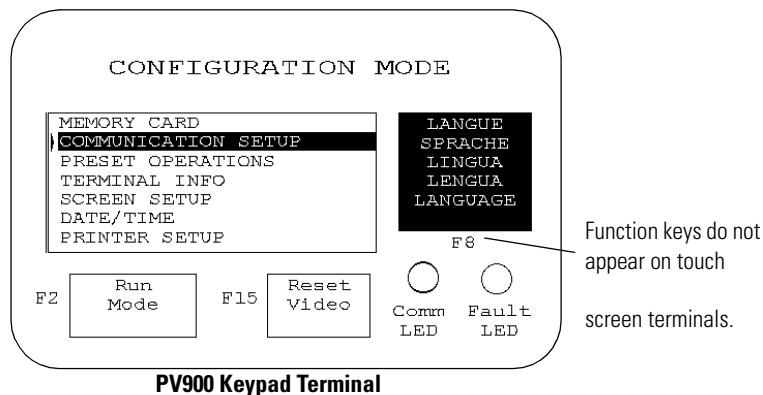 CONFIGURATION MODE
MEMORY CARD
COMMUNICATION SETUP
PRESET OPERATIONS
TERMINAL INFO
SCREEN SETUP
DATE/TIME
PRINTER SETUP
LANGUE
SPRACHE
LINGUA
LENGUA
LANGUAGE
F8
Function keys do not
appear on touch
screen terminals.
F2
Run
Mode
F15
Reset
Video
Comm
LED
Fault
LED
PV900 Keypad Terminal